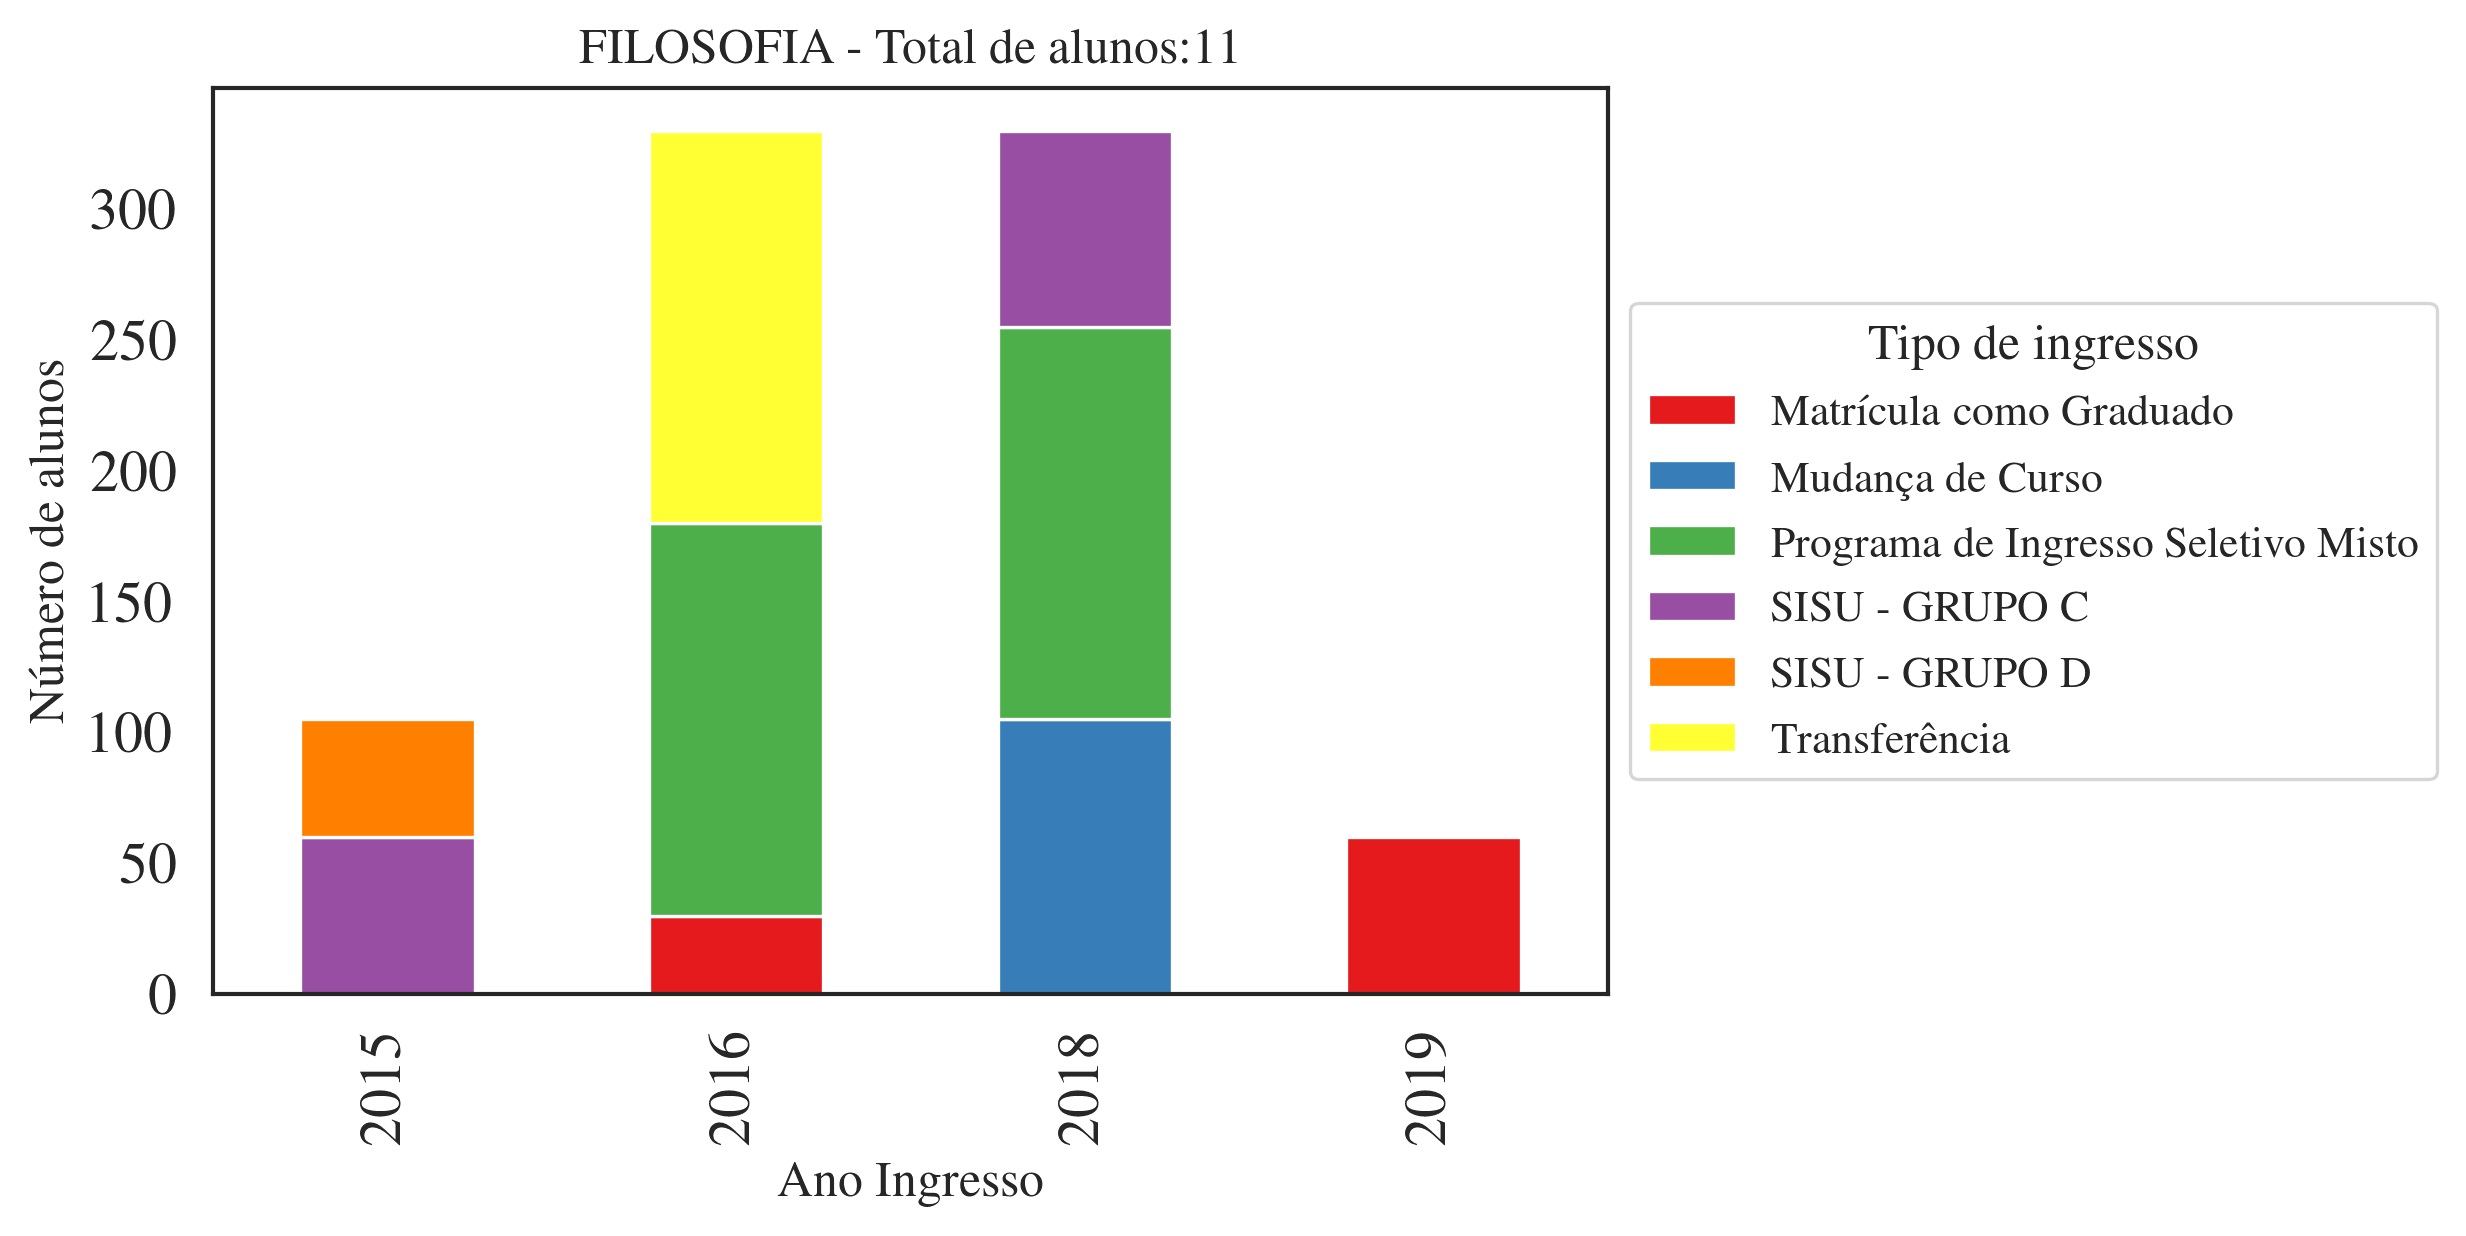 FILOSOFIA - Total de alunos:11
Número de alunos
300
250
200
150
100
50
0
2015
2016
2018
2019
Ano Ingresso
Tipo de ingresso
Matrícula como Graduado
Mudança de Curso
Programa de Ingresso Seletivo Misto
SISU - GRUPO C
SISU - GRUPO D
Transferência